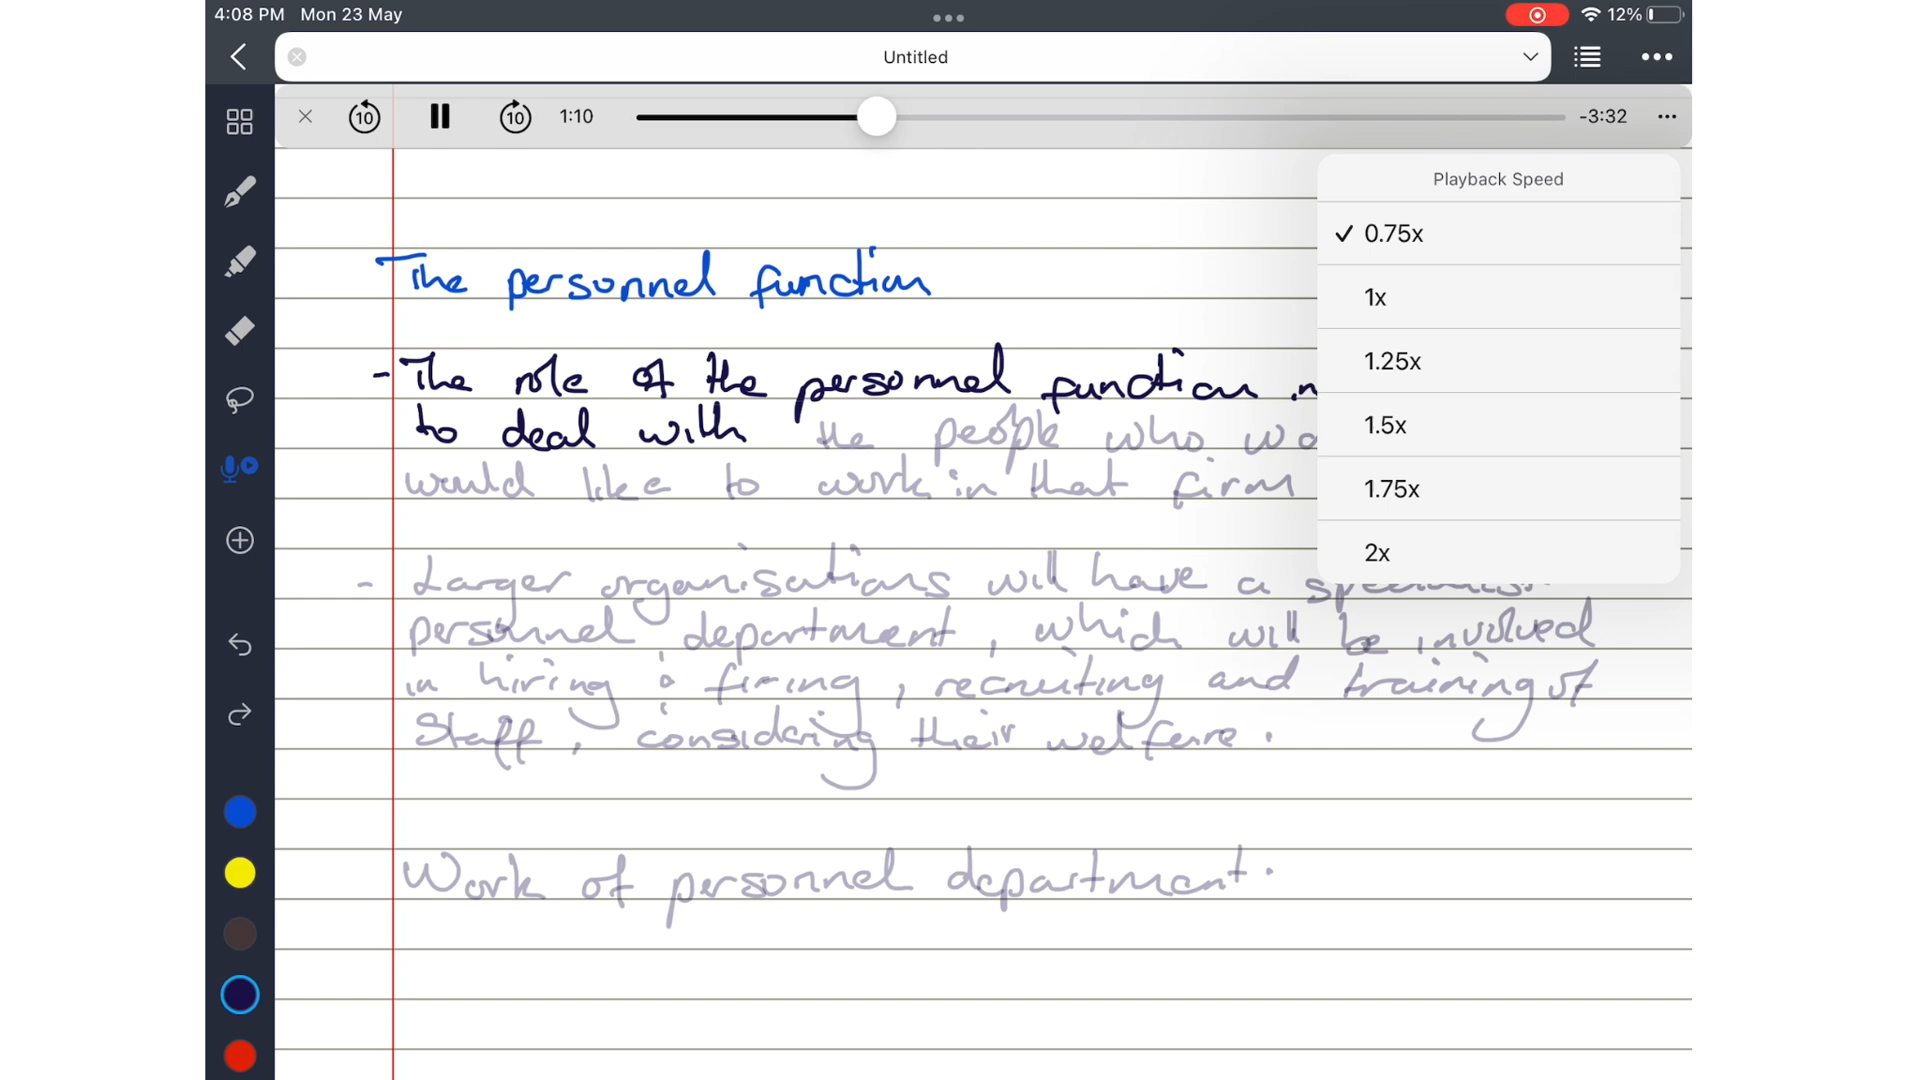 4:08 PM Mon 23 May
12%
Untitled
10 10 1:10 -3:32
Playback Speed
0.75x
1x
1.25x
1.5x
1.75x
2x
The personnel function
- The role of the personnel function
to deal with the people who
would like to work in that firm
- Larger organisations will have a
personnel department, which will be involved
in hiring & firing, recruiting and training of
staff, considering their welfare.
Work of personnel department.